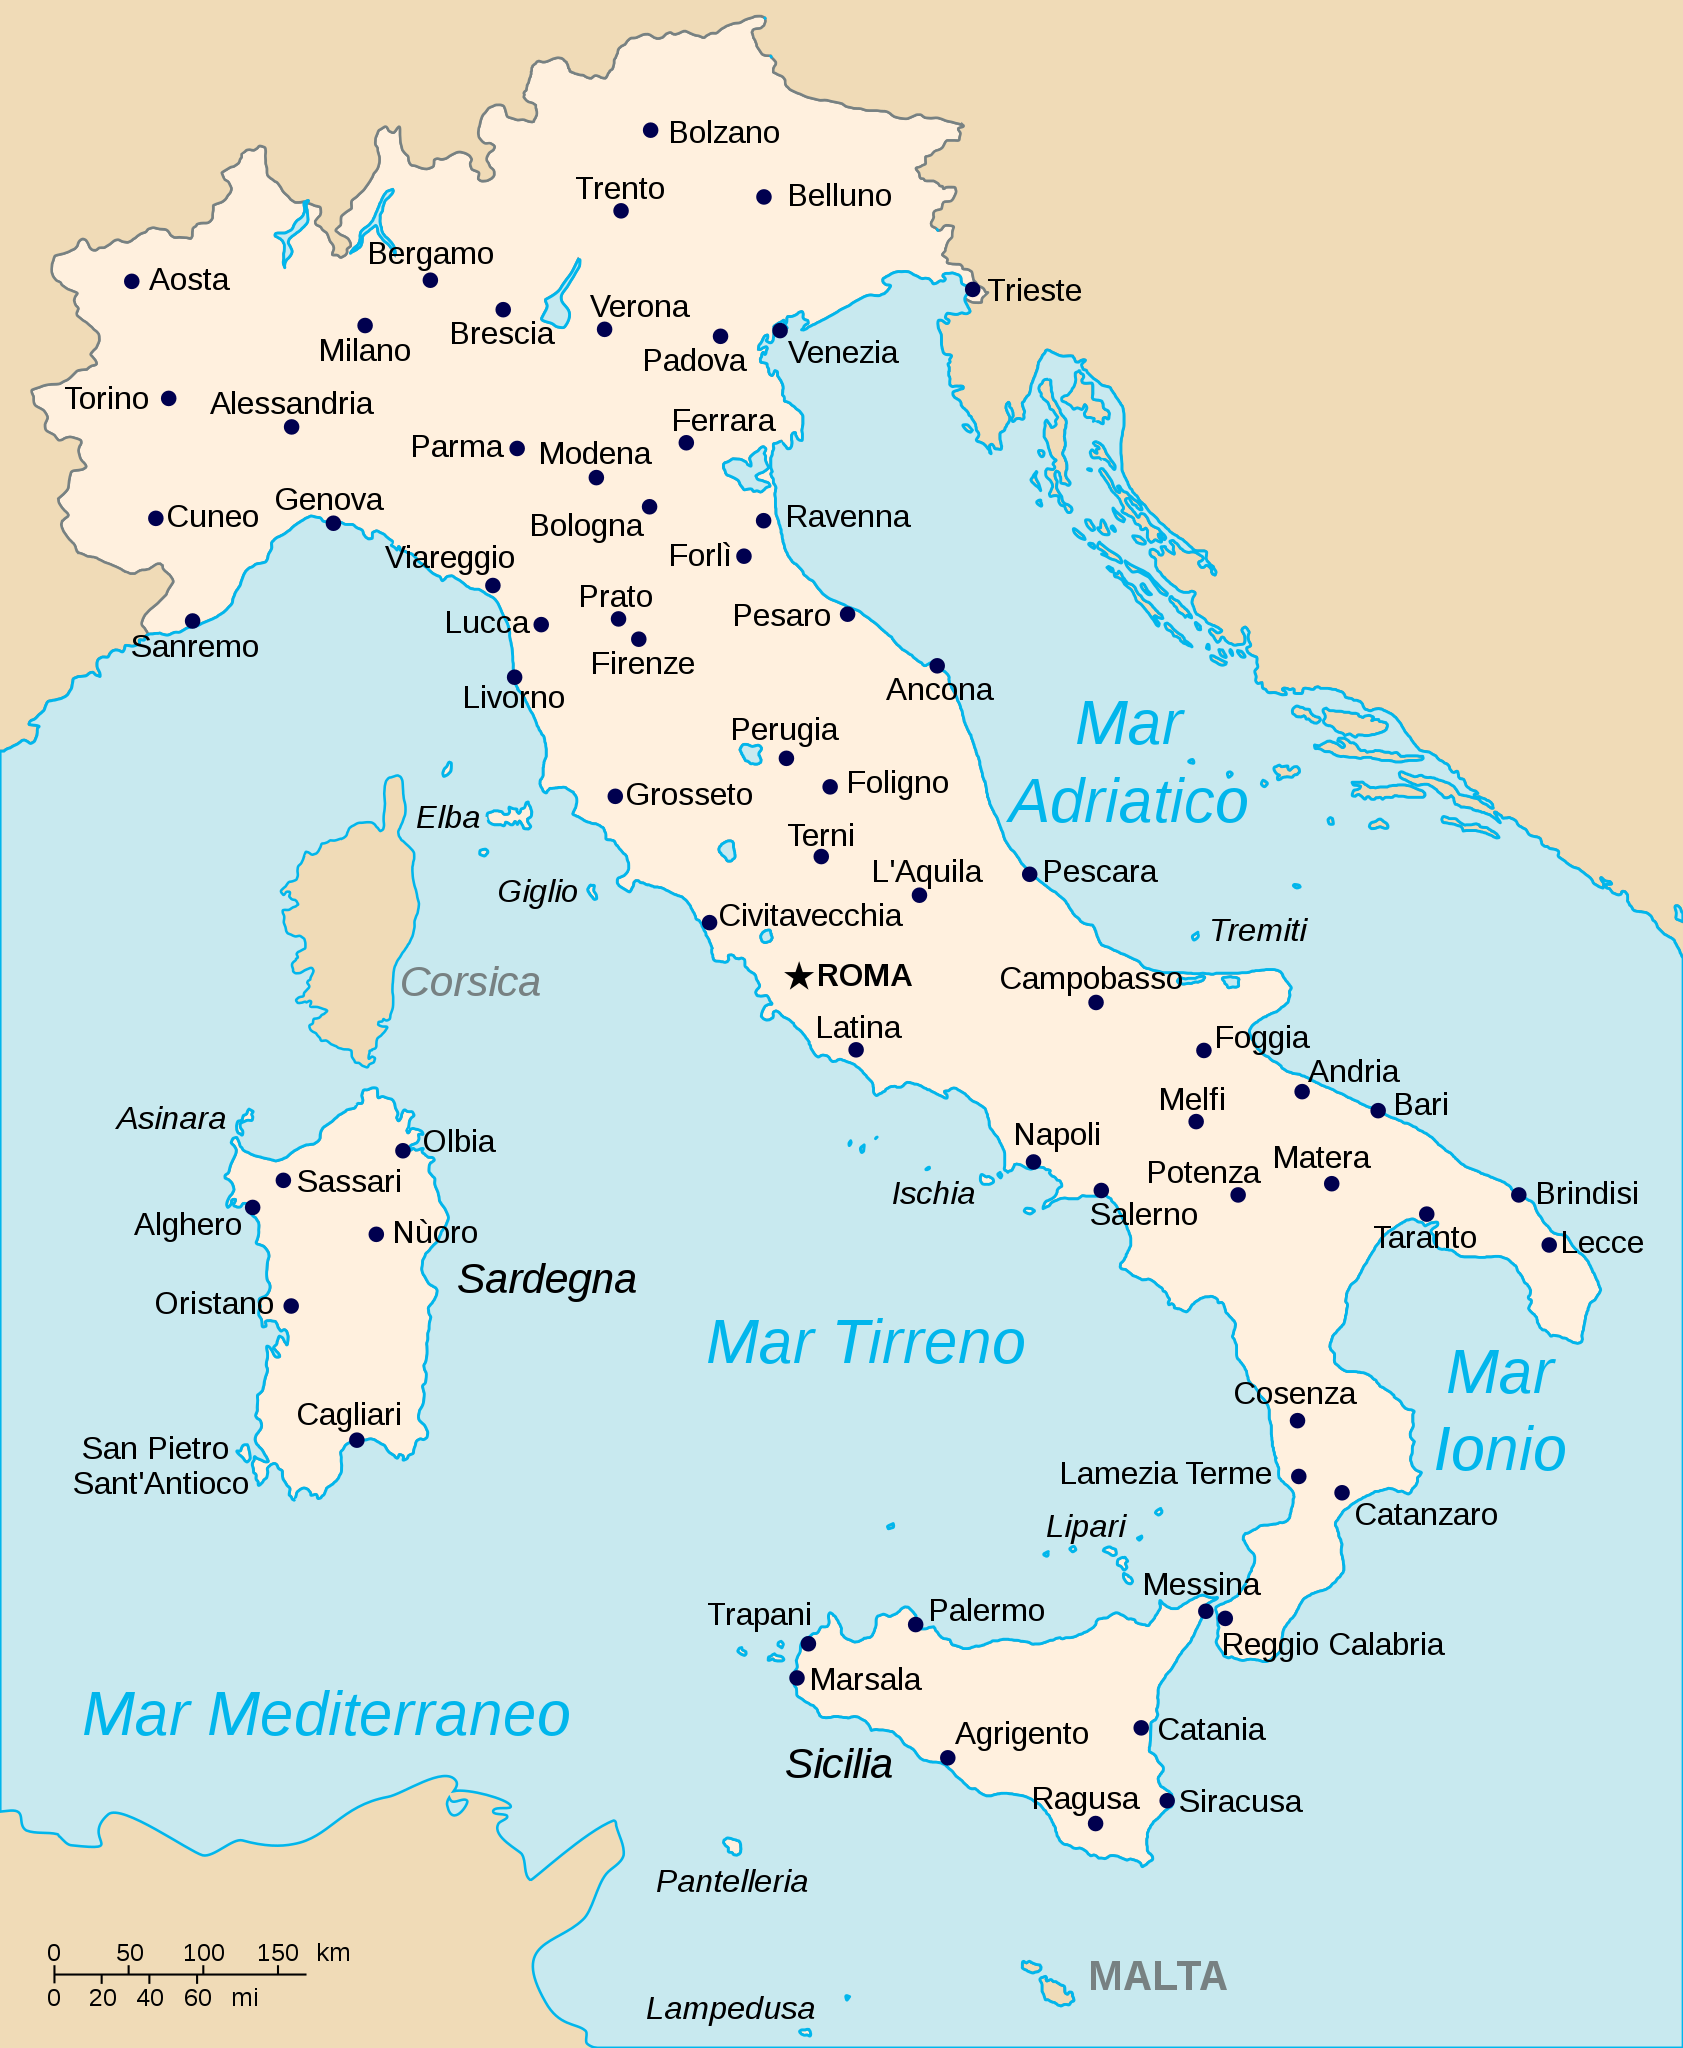 Bolzano
Trento
Belluno
Bergamo
Aosta
Trieste
Verona
Brescia
Milano
Padova
Venezia
Torino
Alessandria
Ferrara
Parma
Modena
Genova
Cuneo
Ravenna
Bologna
Viareggio
Forlì
Prato
Pesaro
Lucca
Sanremo
Firenze
Ancona
Livorno
Mar
Adriatico
Perugia
Foligno
Grosseto
Elba
Terni
L'Aquila
Pescara
Giglio
Civitavecchia
Tremiti
ROMA
Campobasso
Corsica
Latina
Foggia
Andria
Melfi
Bari
Asinara
Napoli
Olbia
Matera
Potenza
Sassari
Ischia
Brindisi
Salerno
Alghero
Nùoro
Taranto
Lecce
Sardegna
Oristano
Mar Tirreno
Mar
Ionio
Cosenza
Cagliari
San Pietro
Sant'Antioco
Lamezia Terme
Catanzaro
Lipari
Messina
Trapani
Palermo
Reggio Calabria
Marsala
Mar Mediterraneo
Agrigento
Catania
Sicilia
Ragusa
Siracusa
Pantelleria
0 50 100 150 km
0 20 40 60 mi
MALTA
Lampedusa